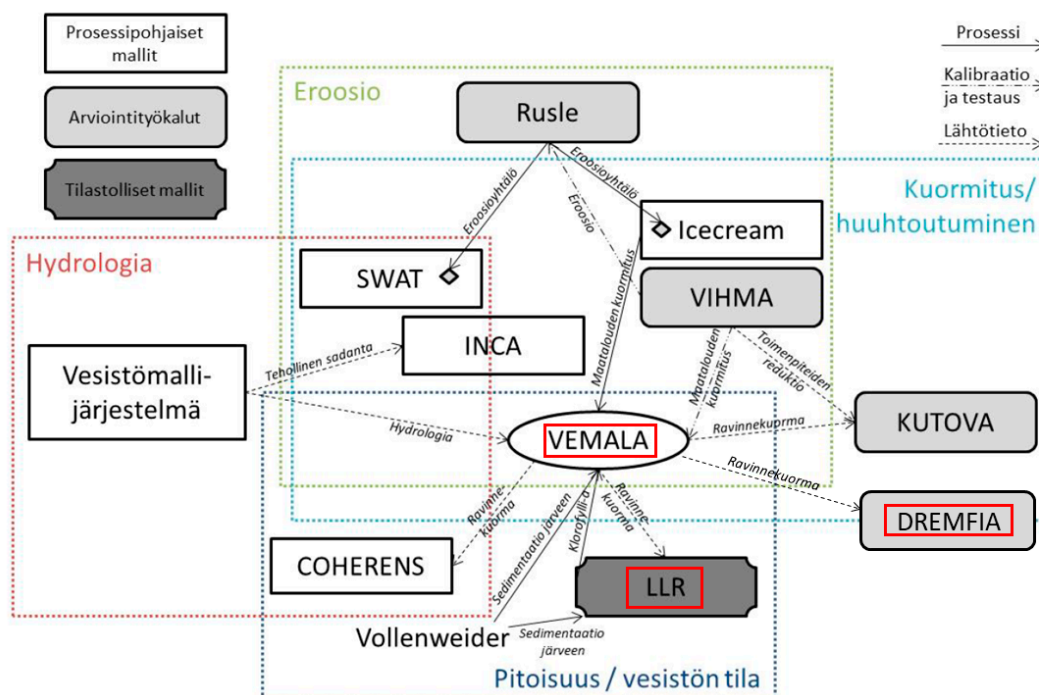 Prosessipohjaiset
mallit
Arviointityökalut
Tilastolliset mallit
Prosessi
Kalibraatio
ja testaus
Lähtötieto
Eroosio
Rusle
Eroosioyhtälö
Eroosioyhtälö
Eroosio
Kuormitus/
huuhtoutuminen
Icecream
Hydrologia
SWAT
VIHMA
INCA
Maatalouden kuormitus
Tehollinen sadanta
Maatalouden
kuormitus
Toimenpiteiden
reduktio
Vesistömalli-
järjestelmä
KUTOVA
VEMALA
Hydrologia
Ravinnekuorma
Ravinnekuorma
DREMFIA
Ravinne-
kuorma
Sedimentaatio järveen
Klorofylli-a
Ravinne-
kuorma
COHERENS
LLR
Vollenweider
Sedimentaatio
järveen
Pitoisuus / vesistön tila